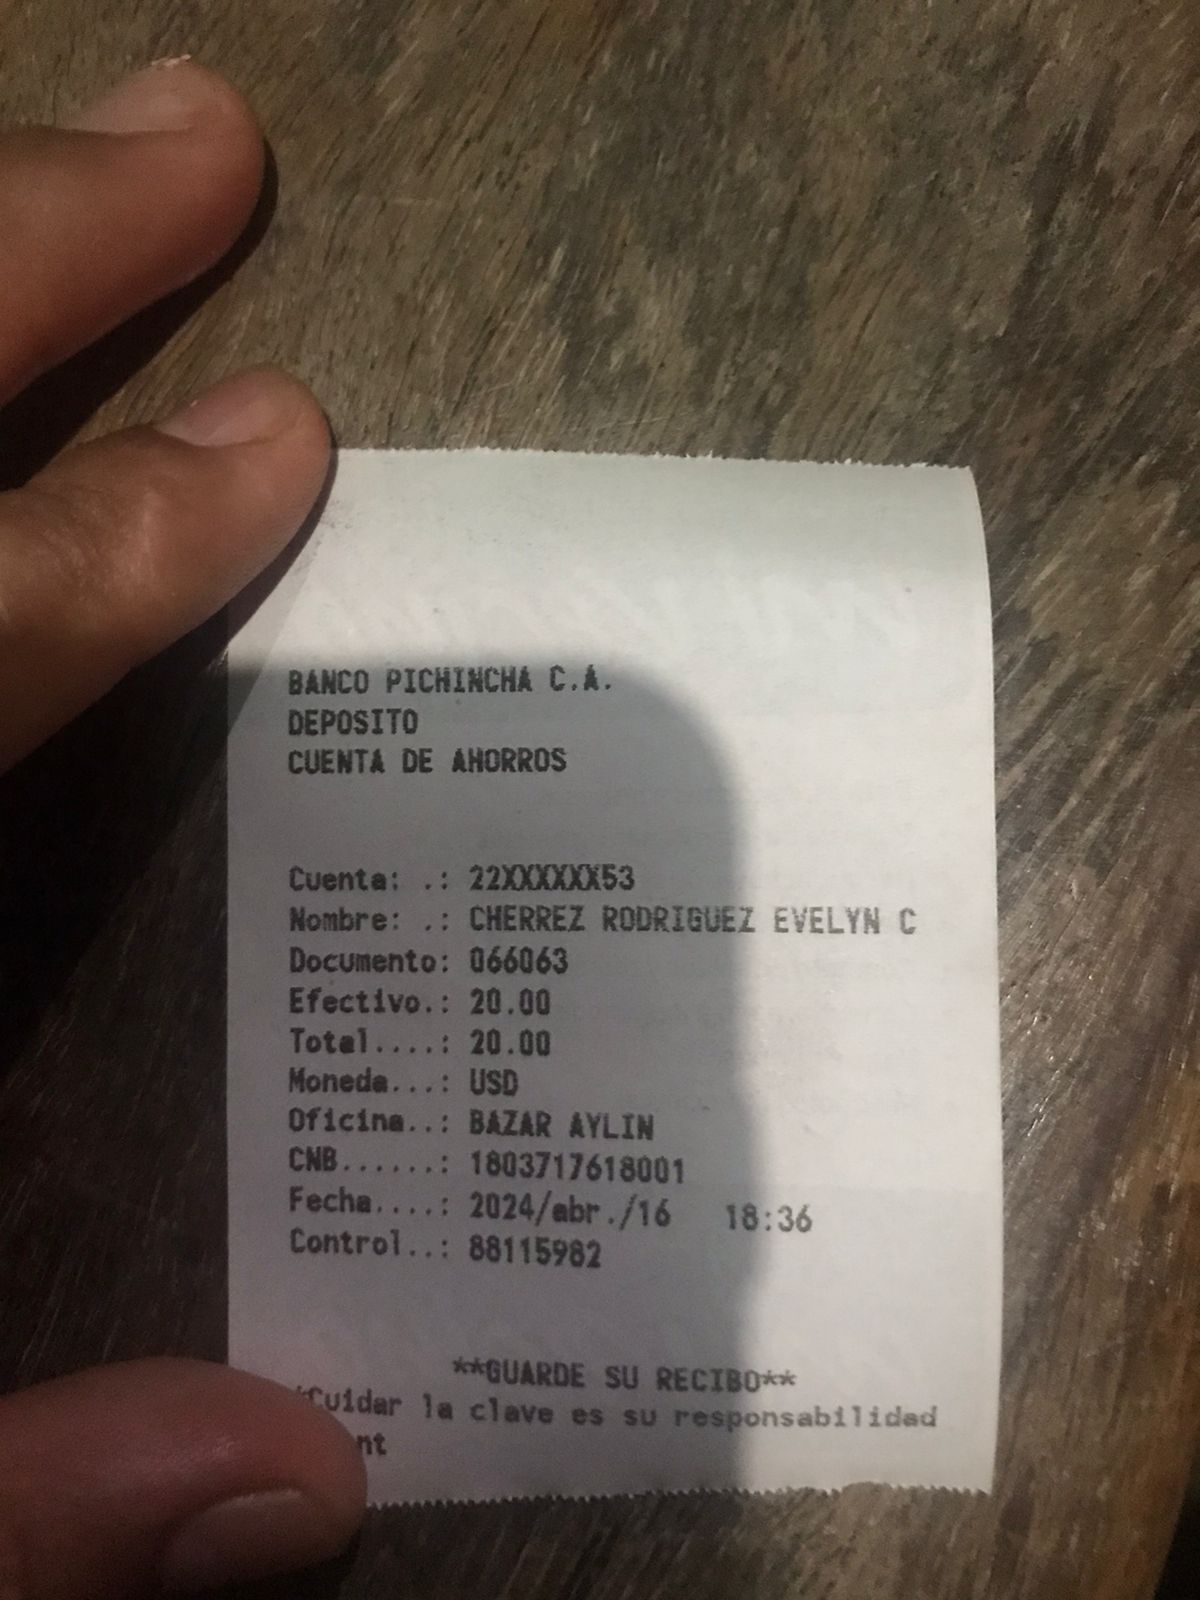 BANCO PICHINCHA C.A.
DEPOSITO
CUENTA DE AHORROS
Cuenta: .: 22XXXXXX53
Nombre: .: CHERREZ RODRIGUEZ EVELYN C
Documento: 066063
Efectivo.: 20.00
Total....: 20.00
Moneda...: USD
Oficina..: BAZAR AYLIN
CNB......: 1803717618001
Fecha....: 2024/abr./16 18:36
Control..: 88115982
**GUARDE SU RECIBO**
*Cuidar la clave es su responsabilidad